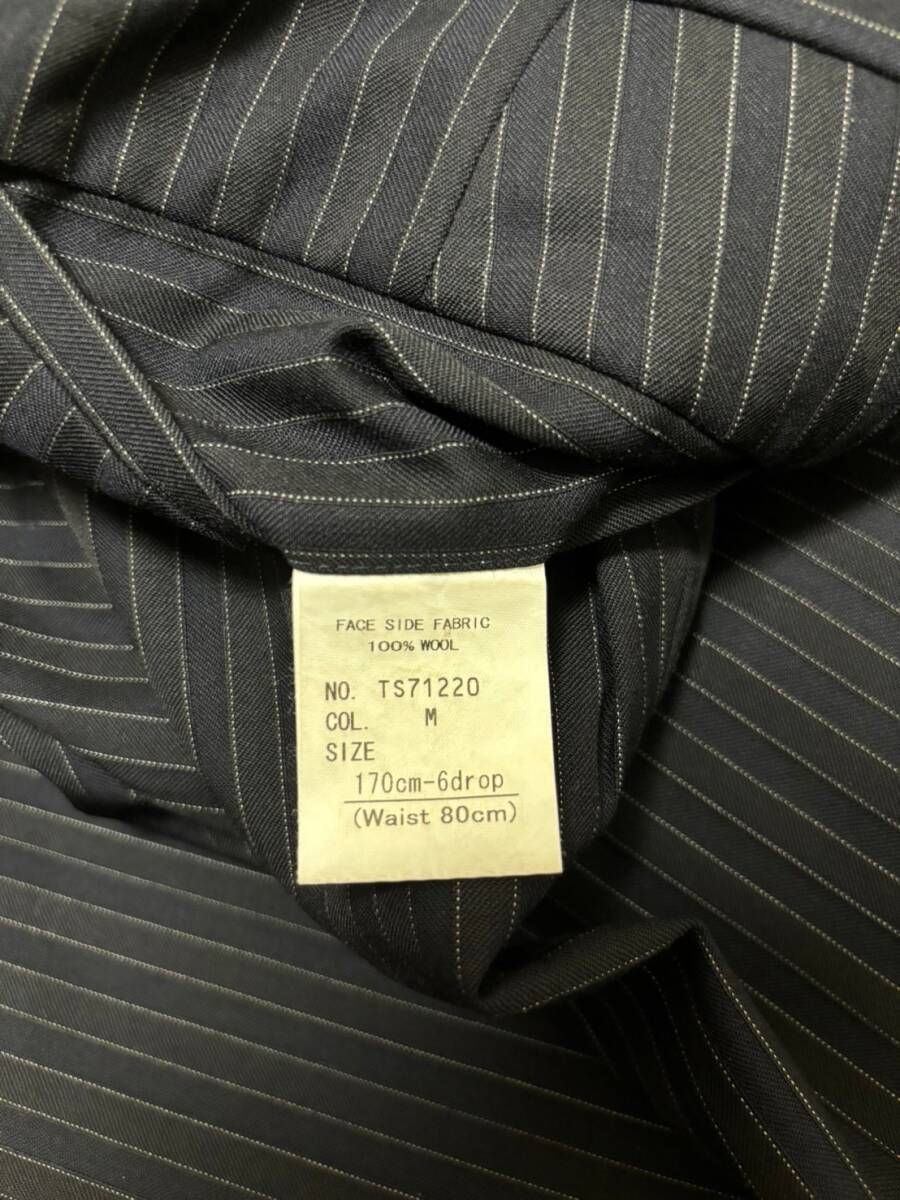 FACE SIDE FABRIC
100% WOOL
NO. TS71220
COL. M
SIZE
170cm-6drop
(Waist 80cm)